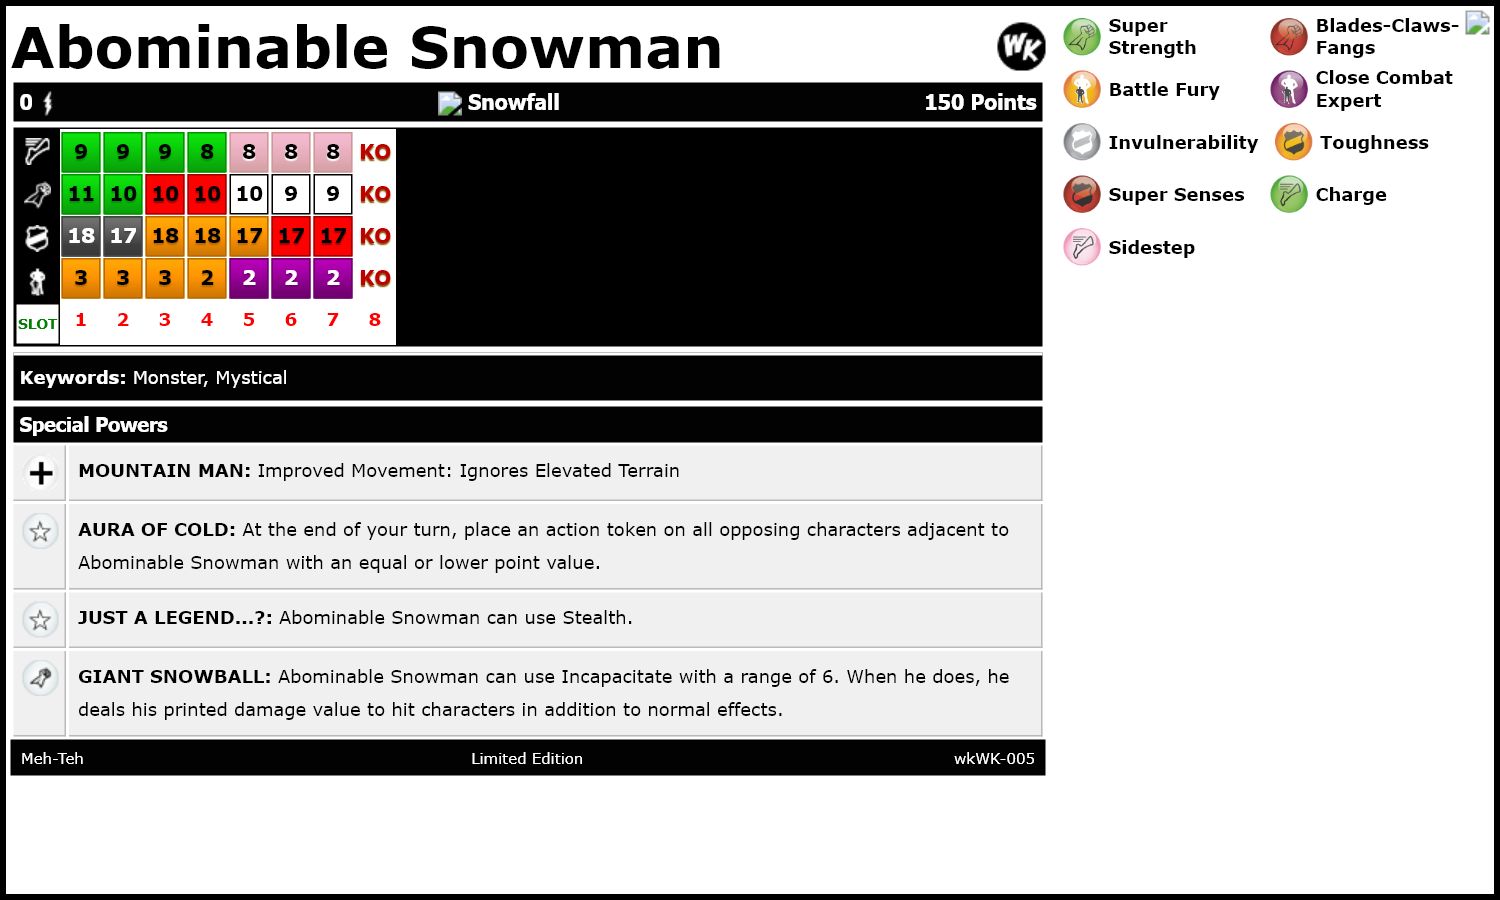 Abominable Snowman
WK
0
Snowfall
150 Points
9 9 9 8 8 8 8 KO
11 10 10 10 10 9 9 KO
18 17 18 18 17 17 17 KO
3 3 3 2 2 2 2 KO
SLOT 1 2 3 4 5 6 7 8
Keywords: Monster, Mystical
Special Powers
MOUNTAIN MAN: Improved Movement: Ignores Elevated Terrain
AURA OF COLD: At the end of your turn, place an action token on all opposing characters adjacent to
Abominable Snowman with an equal or lower point value.
JUST A LEGEND...?: Abominable Snowman can use Stealth.
GIANT SNOWBALL: Abominable Snowman can use Incapacitate with a range of 6. When he does, he
deals his printed damage value to hit characters in addition to normal effects.
Meh-Teh
Limited Edition
wkWK-005
Super
Strength
Blades-Claws-
Fangs
Battle Fury
Close Combat
Expert
Invulnerability
Toughness
Super Senses
Charge
Sidestep